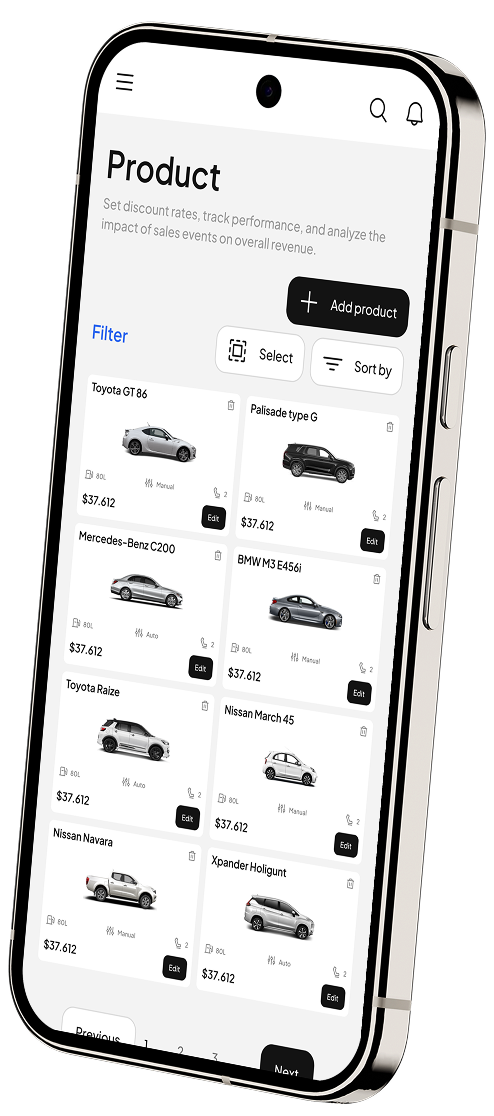 Product
Set discount rates, track performance, and analyze the
impact of sales events on overall revenue.
Add product
Filter
Select
Sort by
Toyota GT 86
80L
Manual
2
$37.612
Edit
Palisade type G
80L
Manual
2
$37.612
Edit
Mercedes-Benz C200
80L
Auto
2
$37.612
Edit
BMW M3 E456i
80L
Manual
2
$37.612
Edit
Toyota Raize
80L
Auto
2
$37.612
Edit
Nissan March 45
80L
Manual
2
$37.612
Edit
Nissan Navara
80L
Manual
2
$37.612
Edit
Xpander Holigunt
80L
Auto
2
$37.612
Edit
Previous
1
2
3
Next